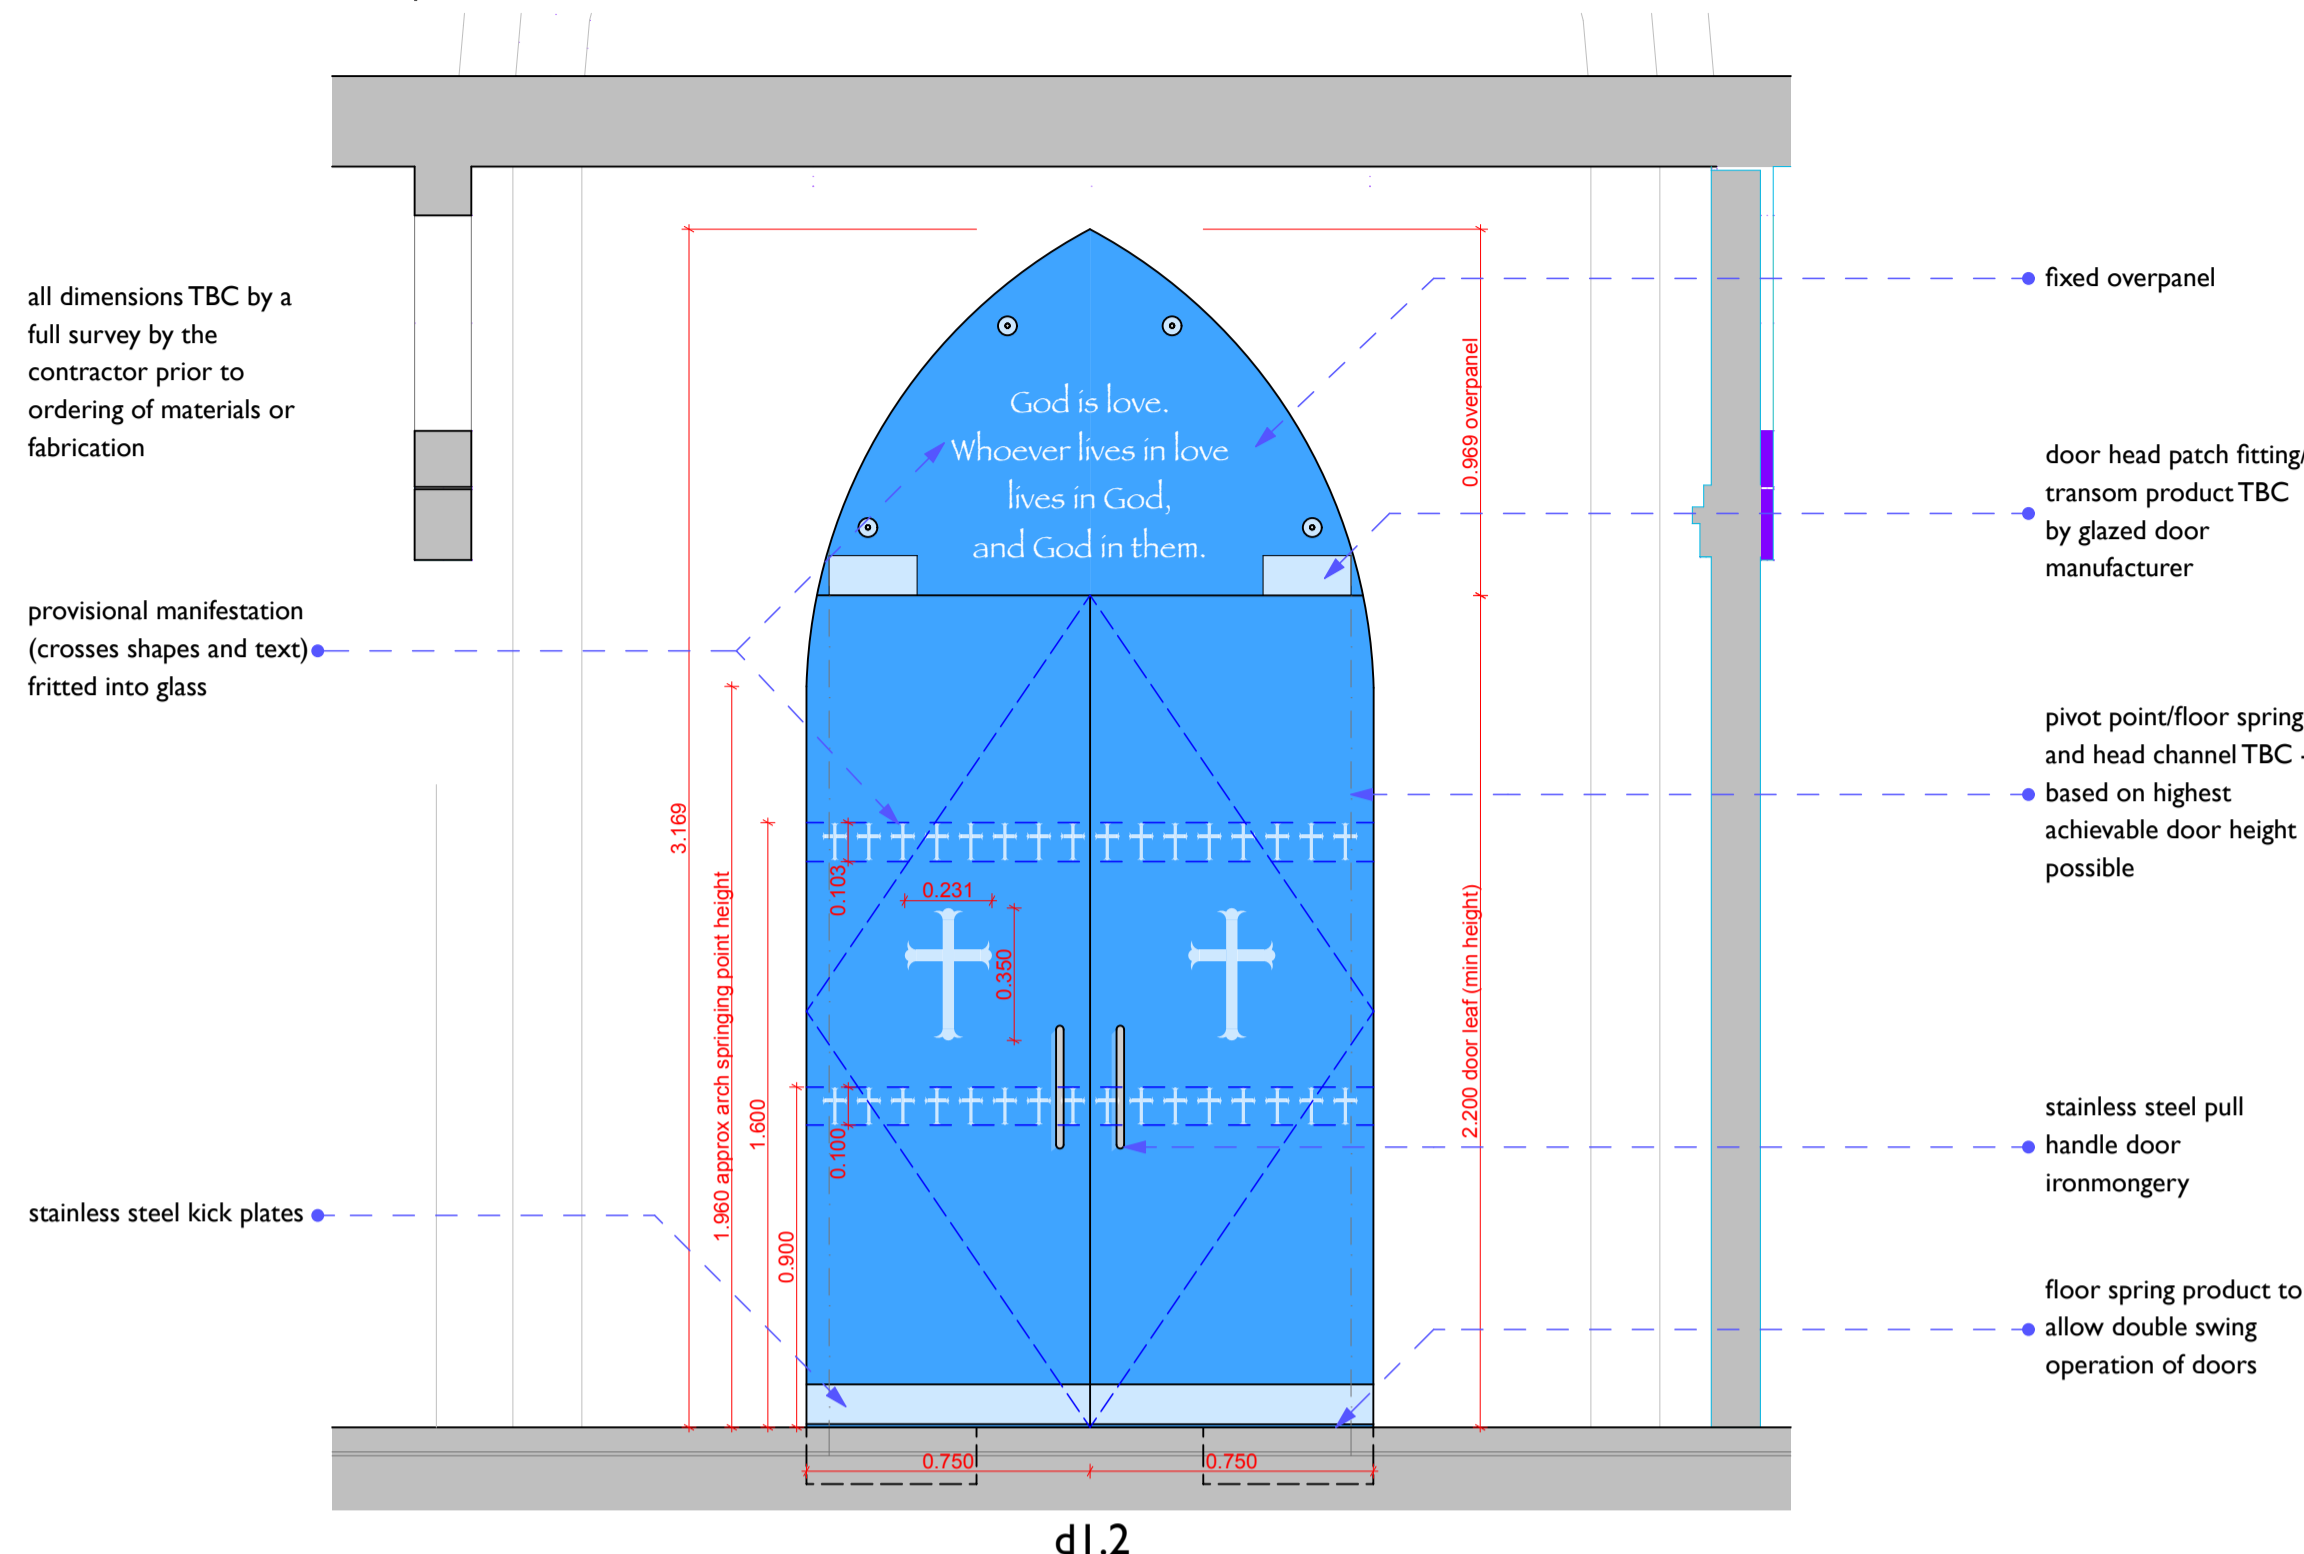 all dimensions TBC by a
full survey by the
contractor prior to
ordering of materials or
fabrication
provisional manifestation
(crosses shapes and text)
fritted into glass
stainless steel kick plates
3.169
1.960 approx arch springing point height
1.600
0.900
0.103
0.100
0.231
0.350
God is love.
Whoever lives in love
lives in God,
and God in them.
0.969 overpanel
2.200 door leaf (min height)
0.750
0.750
fixed overpanel
door head patch fitting/
transom product TBC
by glazed door
manufacturer
pivot point/floor spring
and head channel TBC -
based on highest
achievable door height
possible
stainless steel pull
handle door
ironmongery
floor spring product to
allow double swing
operation of doors
d1.2